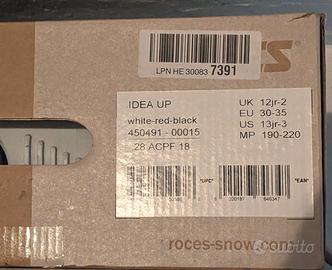 LPN HE 30083 7391
IDEA UP
white-red-black
450491 - 00015
28 ACPF 18
UK 12jr-2
EU 30-35
US 13jr-3
MP 190-220
"UPC"
"EAN"
roces-snow.com
subito